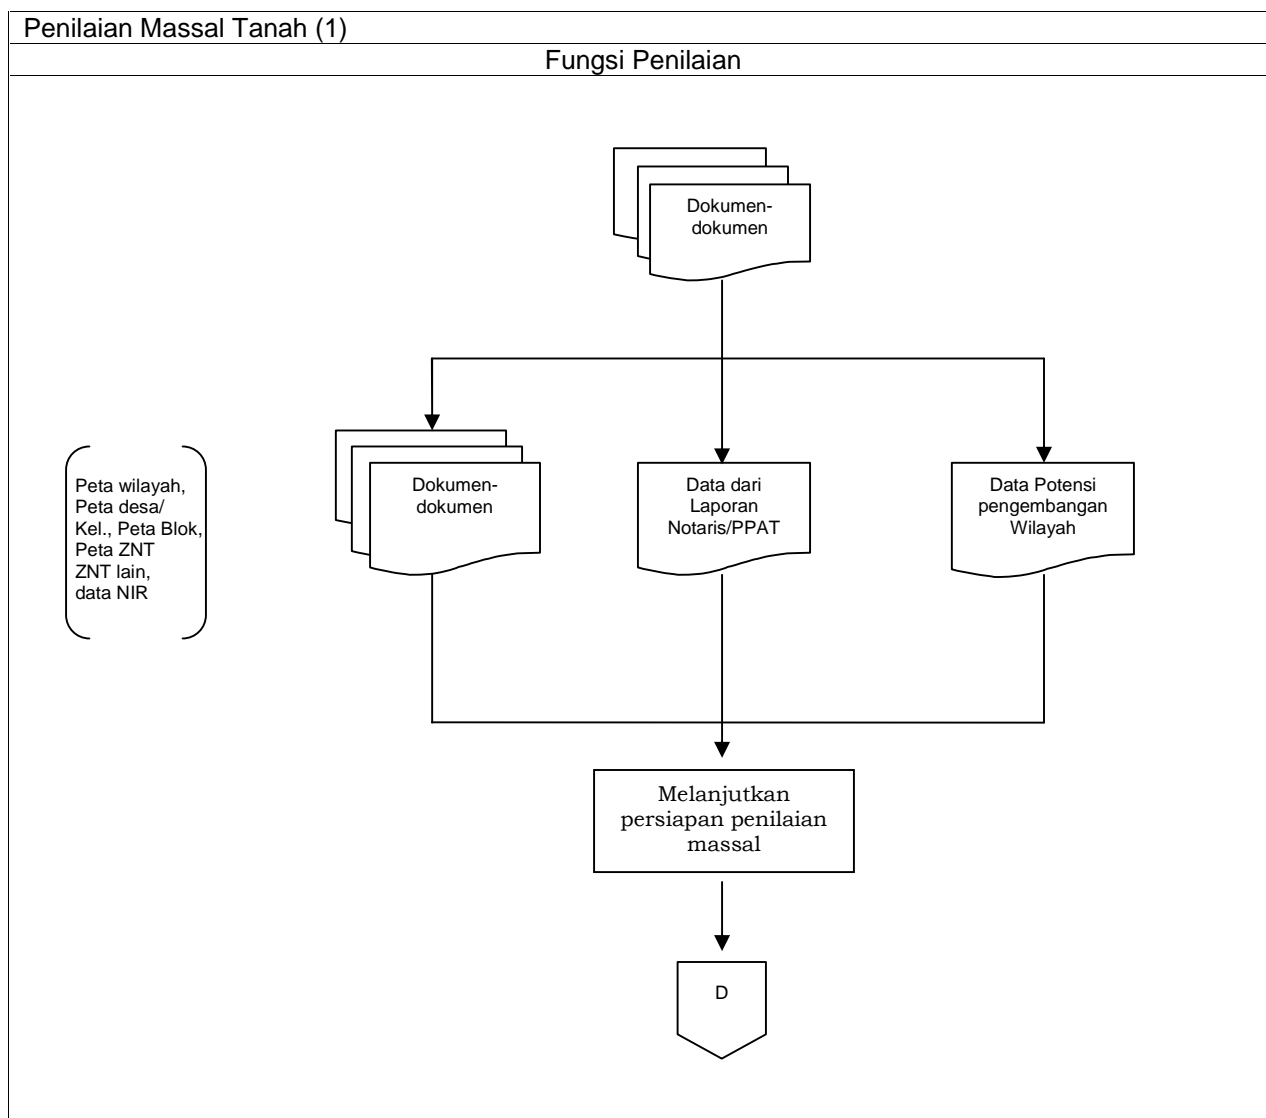 Penilaian Massal Tanah (1)
Fungsi Penilaian
Dokumen-
dokumen
Peta wilayah,
Peta desa/
Kel., Peta Blok,
Peta ZNT
ZNT lain,
data NIR
Dokumen-
dokumen
Data dari
Laporan
Notaris/PPAT
Data Potensi
pengembangan
Wilayah
Melanjutkan
persiapan penilaian
massal
D